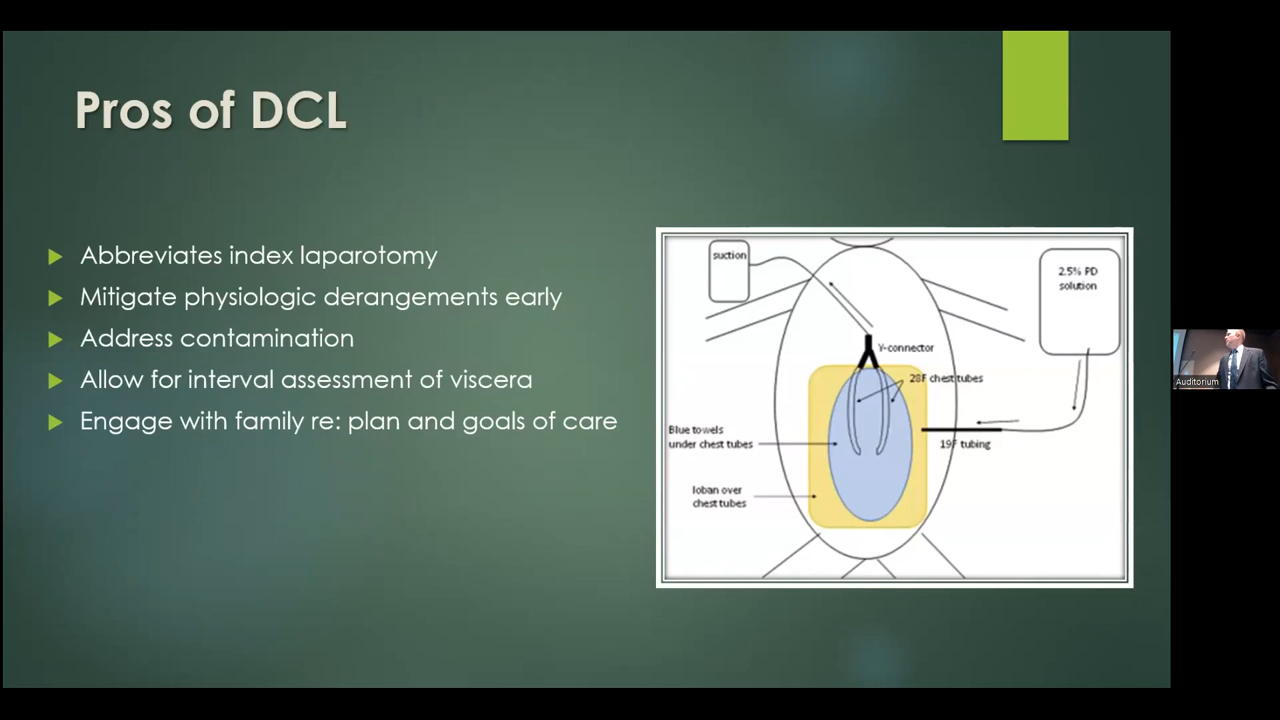 Pros of DCL
Abbreviates index laparotomy
Mitigate physiologic derangements early
Address contamination
Allow for interval assessment of viscera
Engage with family re: plan and goals of care
suction
2.5% PD
solution
Y-connector
28F chest tubes
Blue towels
under chest tubes
19F tubing
Ioban over
chest tubes
Auditorium